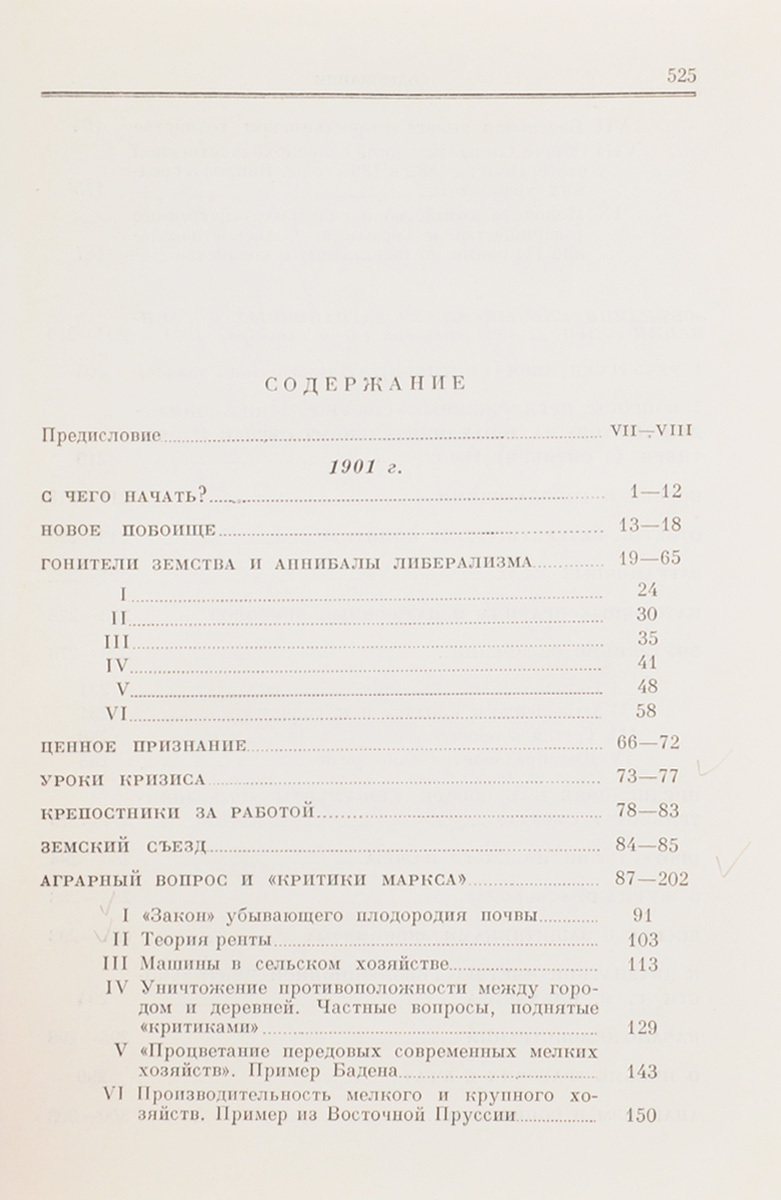 525
СОДЕРЖАНИЕ
Предисловие VII—VIII
1901 г.
С ЧЕГО НАЧАТЬ? 1—12
НОВОЕ ПОБОИЩЕ 13—18
ГОНИТЕЛИ ЗЕМСТВА И АННИБАЛЫ ЛИБЕРАЛИЗМА 19—65
I 24
II 30
III 35
IV 41
V 48
VI 58
ЦЕННОЕ ПРИЗНАНИЕ 66—72
УРОКИ КРИЗИСА 73—77
КРЕПОСТНИКИ ЗА РАБОТОЙ 78—83
ЗЕМСКИЙ СЪЕЗД 84—85
АГРАРНЫЙ ВОПРОС И «КРИТИКИ МАРКСА» 87—202
I «Закон» убывающего плодородия почвы 91
II Теория ренты 103
III Машины в сельском хозяйстве 113
IV Уничтожение противоположности между горо-
дом и деревней. Частные вопросы, поднятые
«критиками» 129
V «Процветание передовых современных мелких
хозяйств». Пример Бадена 143
VI Производительность мелкого и крупного хо-
зяйств. Пример из Восточной Пруссии 150